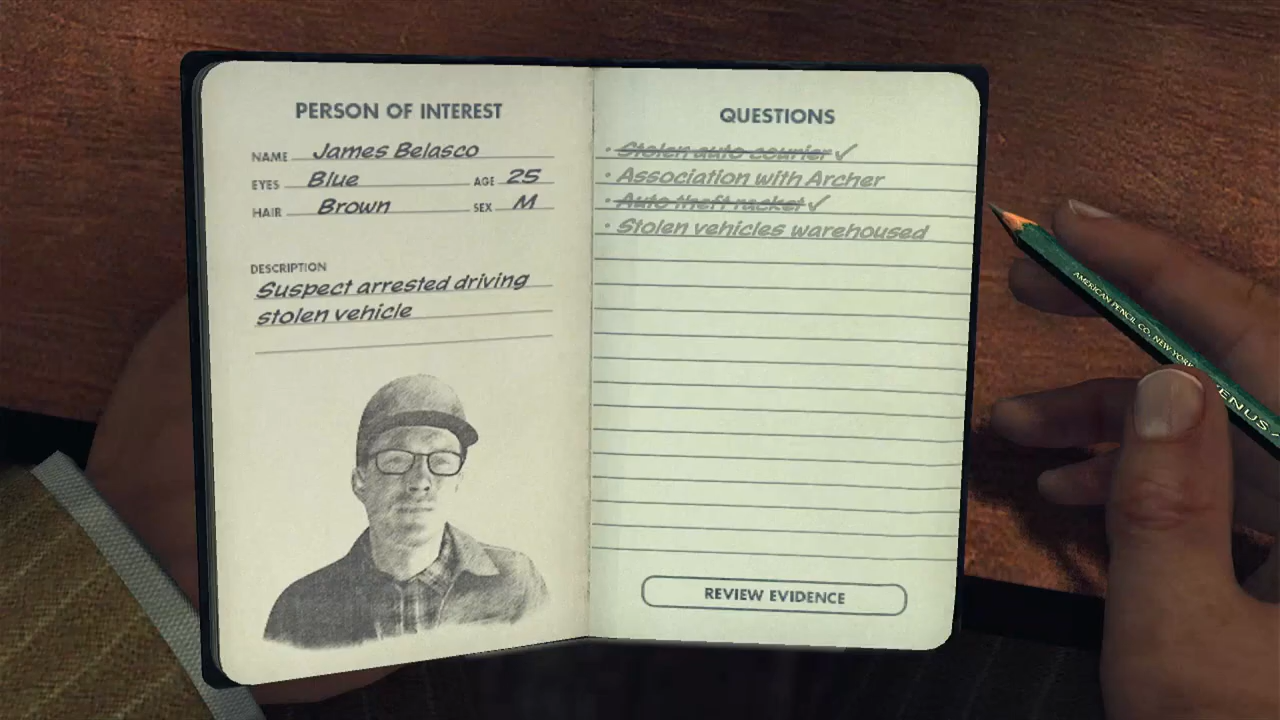 PERSON OF INTEREST
NAME James Belasco
EYES Blue AGE 25
HAIR Brown SEX M
DESCRIPTION
Suspect arrested driving
stolen vehicle
QUESTIONS
• Stolen auto courier ✓
• Association with Archer
• Auto theft racket ✓
• Stolen vehicles warehoused
REVIEW EVIDENCE
AMERICAN PENCIL CO. NEW YORK
VENUS